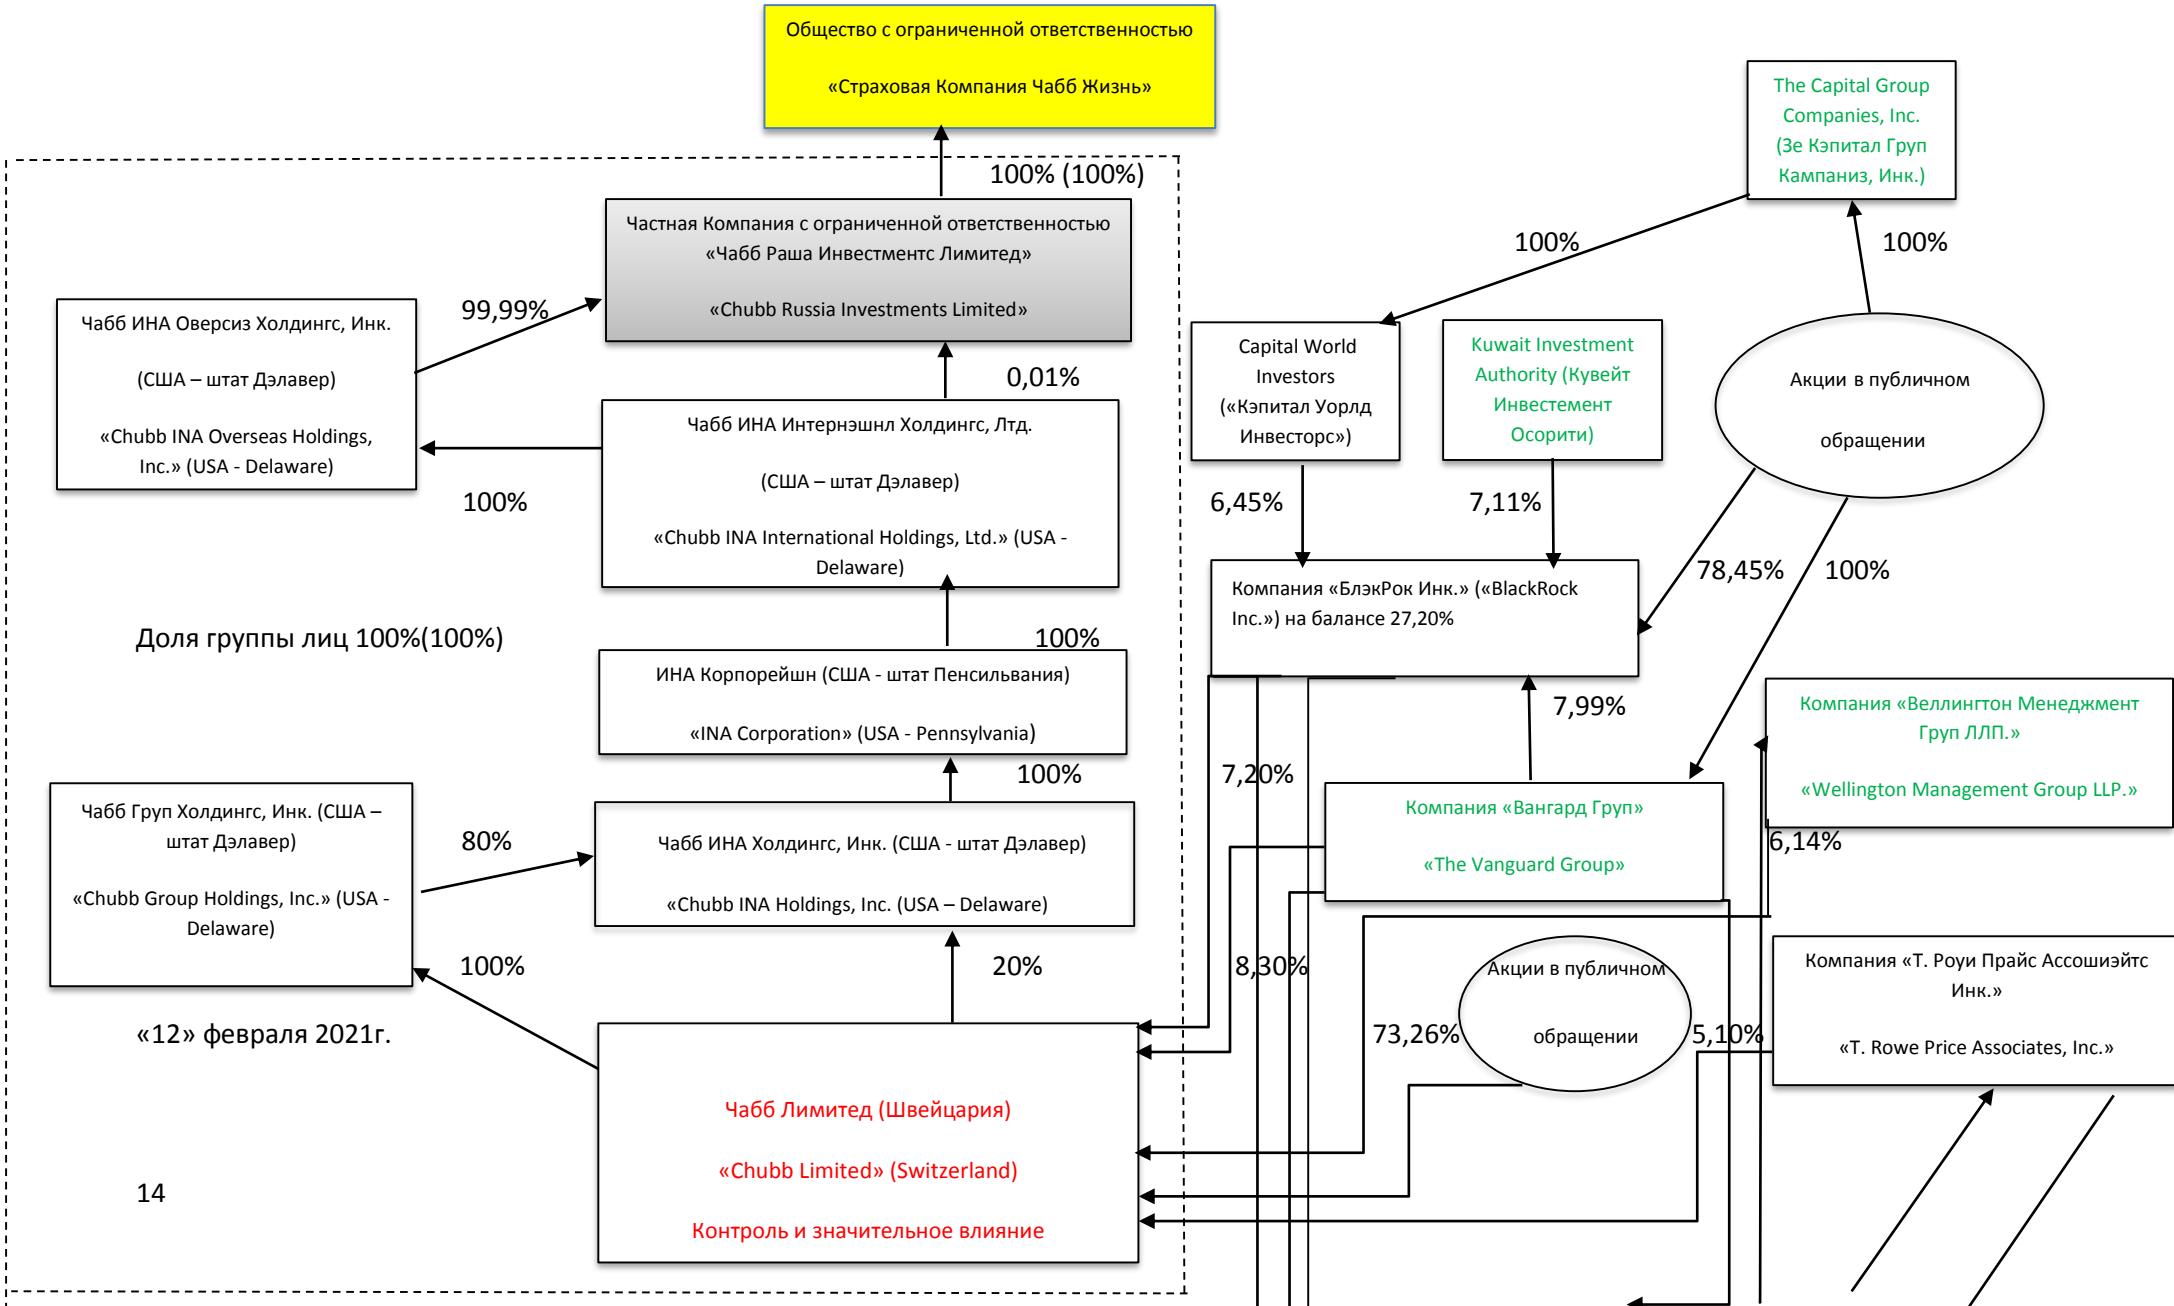 Общество с ограниченной ответственностью
«Страховая Компания Чабб Жизнь»
The Capital Group
Companies, Inc.
(Зе Кэпитал Груп
Кампаниз, Инк.)
100% (100%)
Частная Компания с ограниченной ответственностью
«Чабб Раша Инвестментс Лимитед»
«Chubb Russia Investments Limited»
100%
100%
99,99%
Чабб ИНА Оверсиз Холдингс, Инк.
(США – штат Дэлавер)
«Chubb INA Overseas Holdings,
Inc.» (USA - Delaware)
0,01%
Capital World
Investors
(«Кэпитал Уорлд
Инвесторс»)
Kuwait Investment
Authority (Кувейт
Инвестемент
Осорити)
Акции в публичном
обращении
Чабб ИНА Интернэшнл Холдингс, Лтд.
(США – штат Дэлавер)
«Chubb INA International Holdings, Ltd.» (USA -
Delaware)
100%
6,45%
7,11%
78,45%
100%
Компания «БлэкРок Инк.» («BlackRock
Inc.») на балансе 27,20%
Доля группы лиц 100%(100%)
100%
ИНА Корпорейшн (США - штат Пенсильвания)
«INA Corporation» (USA - Pennsylvania)
7,99%
Компания «Веллингтон Менеджмент
Груп ЛЛП.»
«Wellington Management Group LLP.»
100%
7,20%
Чабб Груп Холдингс, Инк. (США –
штат Дэлавер)
«Chubb Group Holdings, Inc.» (USA -
Delaware)
80%
Чабб ИНА Холдингс, Инк. (США - штат Дэлавер)
«Chubb INA Holdings, Inc. (USA – Delaware)
Компания «Вангард Груп»
«The Vanguard Group»
6,14%
100%
20%
8,30%
Акции в публичном
обращении
Компания «Т. Роуи Прайс Ассошиэйтс
Инк.»
«T. Rowe Price Associates, Inc.»
«12» февраля 2021г.
73,26%
5,10%
Чабб Лимитед (Швейцария)
«Chubb Limited» (Switzerland)
Контроль и значительное влияние
14